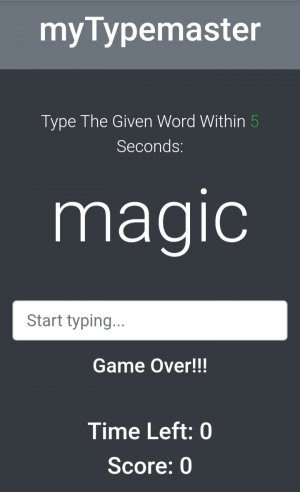 myTypemaster
Type The Given Word Within 5
Seconds:
magic
Start typing...
Game Over!!!
Time Left: 0
Score: 0